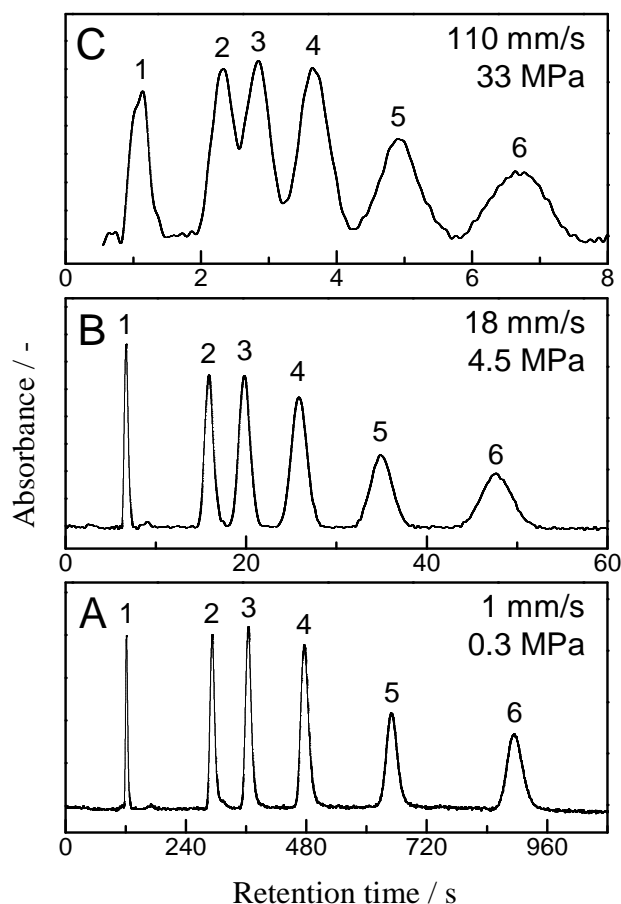 C
110 mm/s
33 MPa
1 2 3 4 5 6
0 2 4 6 8
B
18 mm/s
4.5 MPa
1 2 3 4 5 6
0 20 40 60
A
1 mm/s
0.3 MPa
1 2 3 4 5 6
0 240 480 720 960
Absorbance / -
Retention time / s